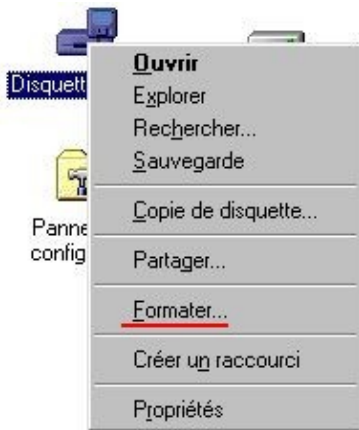 Disquett
Ouvrir
Explorer
Rechercher...
Sauvegarde
Copie de disquette...
Partager...
Formater...
Créer un raccourci
Propriétés
Panne
config